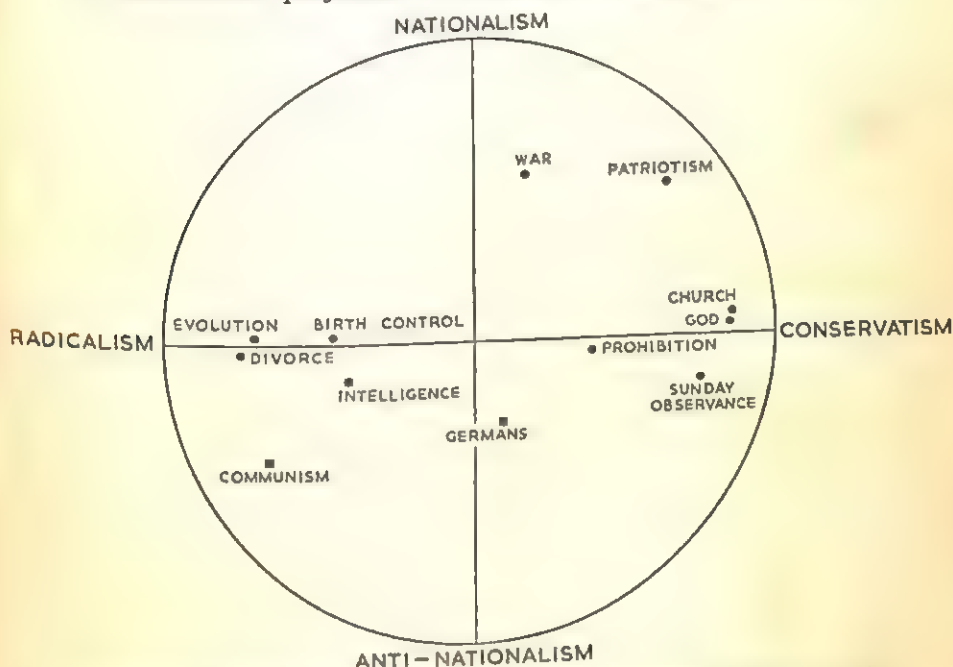 NATIONALISM
WAR
PATRIOTISM
CHURCH
GOD
RADICALISM
EVOLUTION
BIRTH CONTROL
CONSERVATISM
DIVORCE
PROHIBITION
INTELLIGENCE
SUNDAY
OBSERVANCE
GERMANS
COMMUNISM
ANTI-NATIONALISM